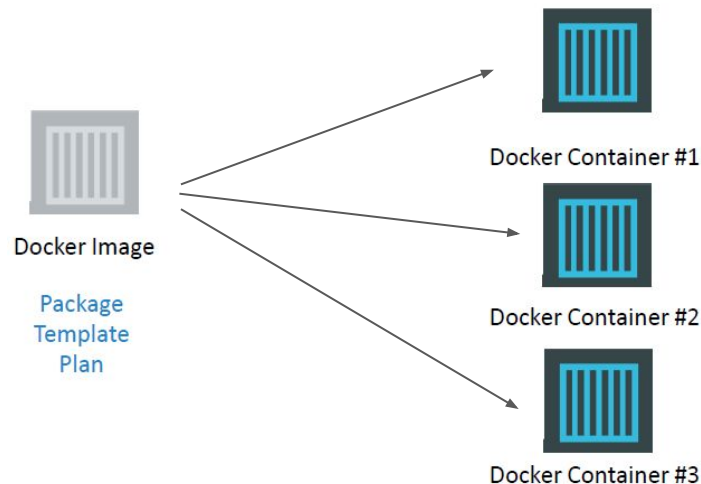 Docker Image
Package
Template
Plan
Docker Container #1
Docker Container #2
Docker Container #3